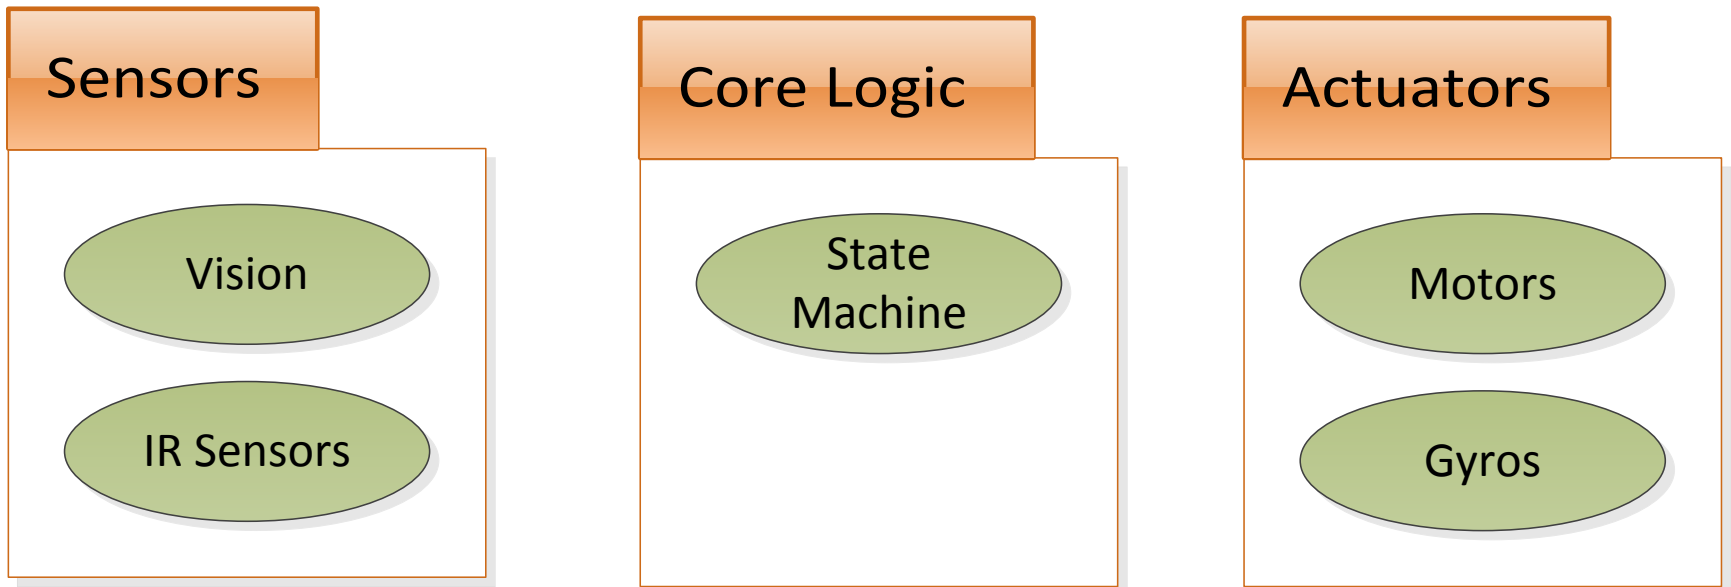 Sensors
Vision
IR Sensors
Core Logic
State
Machine
Actuators
Motors
Gyros